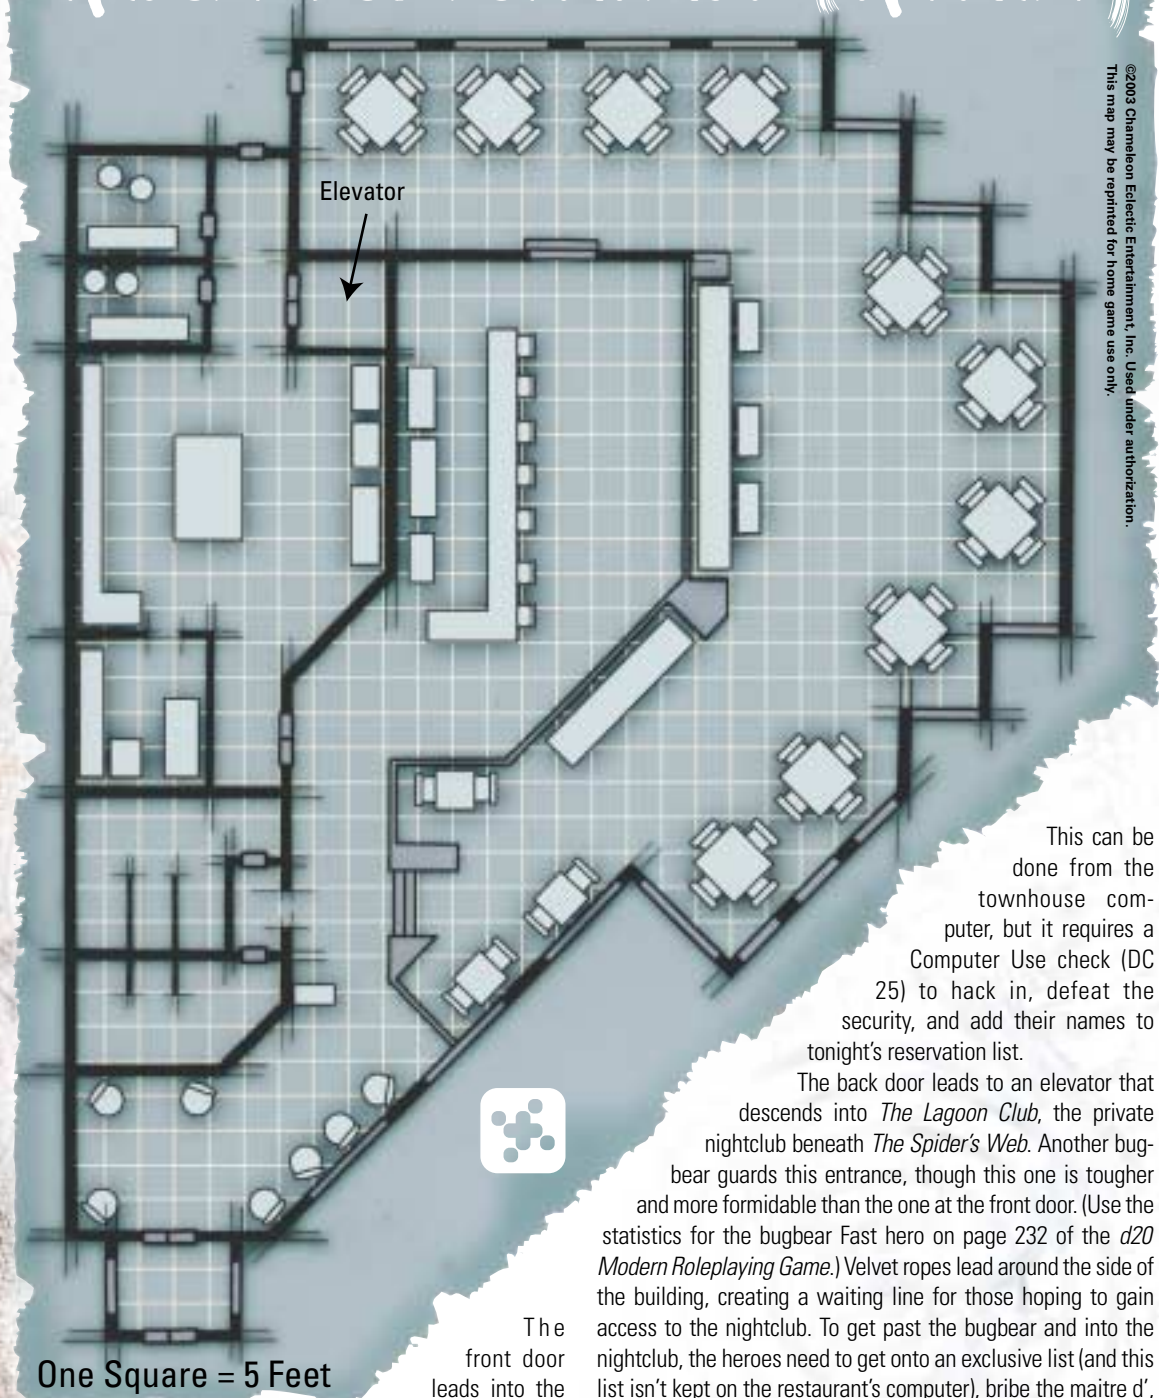 Elevator
©2003 Chameleon Eclectic Entertainment, Inc. Used under authorization.
This map may be reprinted for home game use only.
One Square = 5 Feet
The
front door
leads into the
This can be
done from the
townhouse com-
puter, but it requires a
Computer Use check (DC
25) to hack in, defeat the
security, and add their names to
tonight's reservation list.
The back door leads to an elevator that
descends into The Lagoon Club, the private
nightclub beneath The Spider's Web. Another bug-
bear guards this entrance, though this one is tougher
and more formidable than the one at the front door. (Use the
statistics for the bugbear Fast hero on page 232 of the d20
Modern Roleplaying Game.) Velvet ropes lead around the side of
the building, creating a waiting line for those hoping to gain
access to the nightclub. To get past the bugbear and into the
nightclub, the heroes need to get onto an exclusive list (and this
list isn't kept on the restaurant's computer), bribe the maitre d',